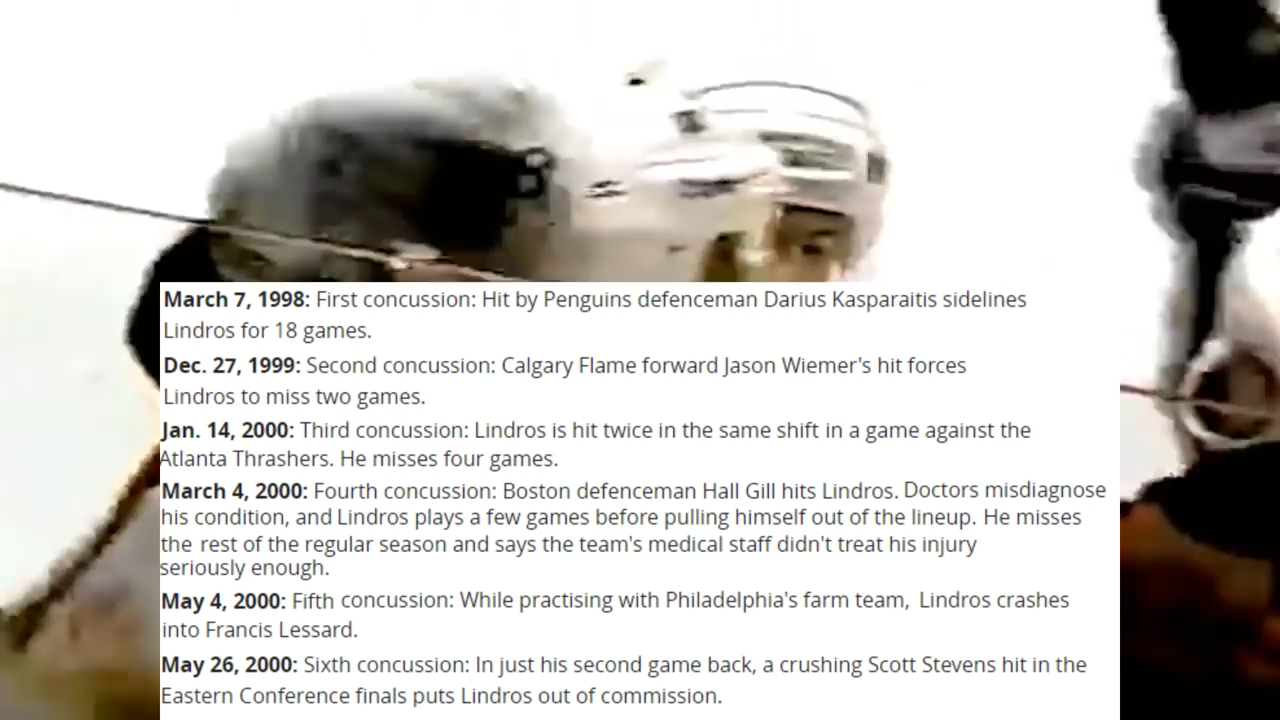 March 7, 1998: First concussion: Hit by Penguins defenceman Darius Kasparaitis sidelines
Lindros for 18 games.
Dec. 27, 1999: Second concussion: Calgary Flame forward Jason Wiemer's hit forces
Lindros to miss two games.
Jan. 14, 2000: Third concussion: Lindros is hit twice in the same shift in a game against the
Atlanta Thrashers. He misses four games.
March 4, 2000: Fourth concussion: Boston defenceman Hall Gill hits Lindros. Doctors misdiagnose
his condition, and Lindros plays a few games before pulling himself out of the lineup. He misses
the rest of the regular season and says the team's medical staff didn't treat his injury
seriously enough.
May 4, 2000: Fifth concussion: While practising with Philadelphia's farm team, Lindros crashes
into Francis Lessard.
May 26, 2000: Sixth concussion: In just his second game back, a crushing Scott Stevens hit in the
Eastern Conference finals puts Lindros out of commission.